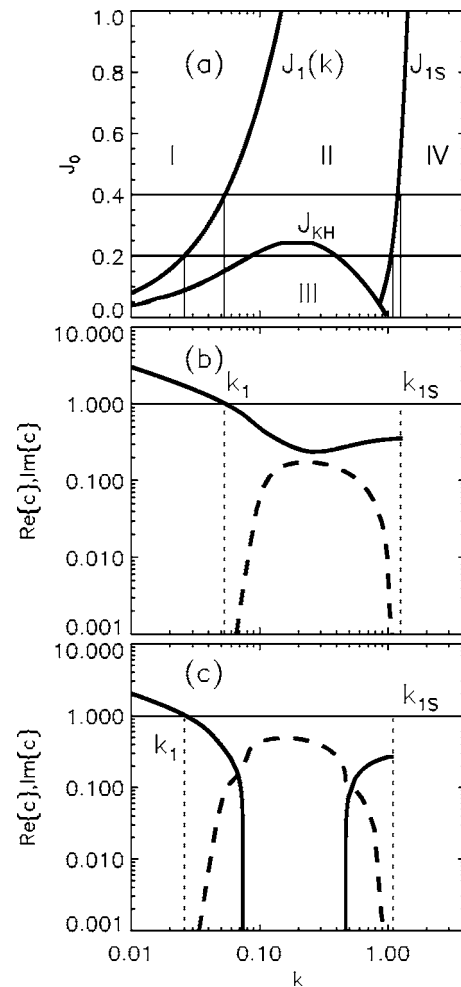 1.0
(a)
J₁(k)
J₁S
0.8
0.6
I
II
IV
J₀
0.4
J_KH
0.2
III
0.0
10.000
(b)
k₁
k₁S
1.000
Re{c},Im{c}
0.100
0.010
0.001
10.000
(c)
k₁S
1.000
k₁
Re{c},Im{c}
0.100
0.010
0.001
0.01
0.10
1.00
k